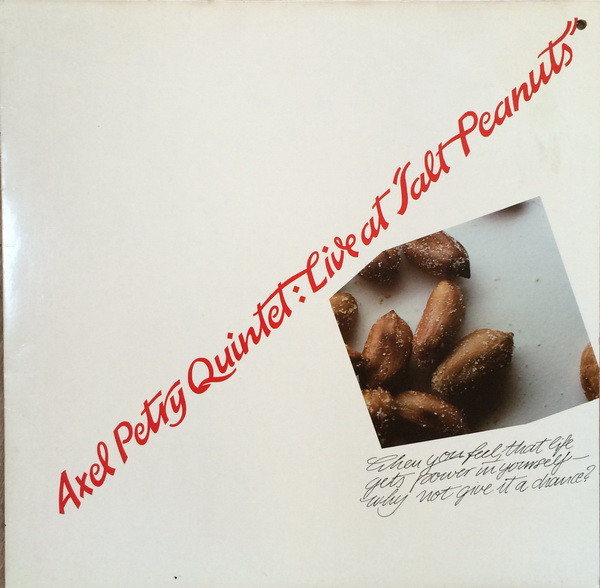 Axel Petry Quintet: Live at "Salt Peanuts"
When you feel, that life
gets power in yourself –
why not give it a chance?